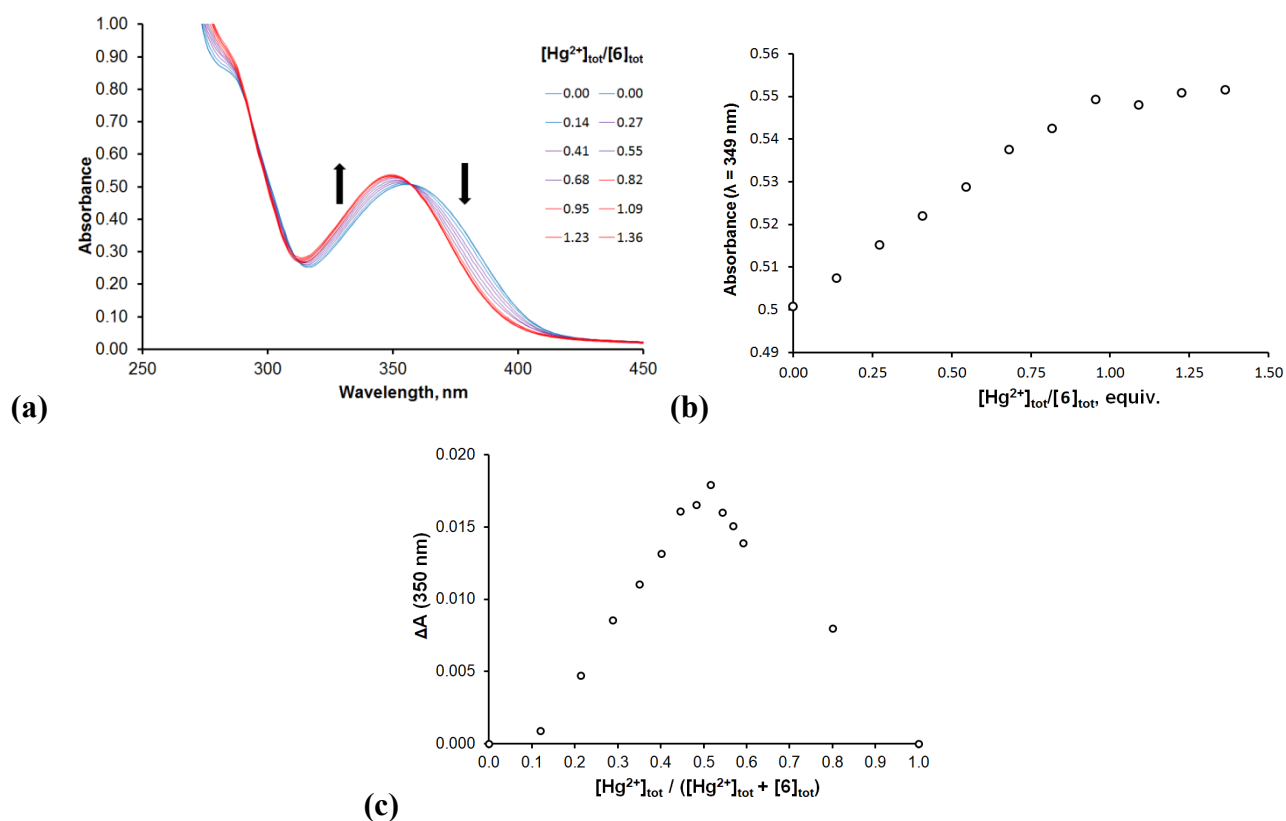 1.00
0.90
0.80
0.70
0.60
0.50
0.40
0.30
0.20
0.10
0.00
Absorbance
250 300 350 400 450
Wavelength, nm
[Hg2+]tot/[6]tot
0.00 0.00
0.14 0.27
0.41 0.55
0.68 0.82
0.95 1.09
1.23 1.36
(a)
0.56
0.55
0.54
0.53
0.52
0.51
0.5
0.49
Absorbance (λ = 349 nm)
0.00 0.25 0.50 0.75 1.00 1.25 1.50
[Hg2+]tot/[6]tot, equiv.
(b)
0.020
0.015
0.010
0.005
0.000
ΔA (350 nm)
0.0 0.1 0.2 0.3 0.4 0.5 0.6 0.7 0.8 0.9 1.0
[Hg2+]tot / ([Hg2+]tot + [6]tot)
(c)